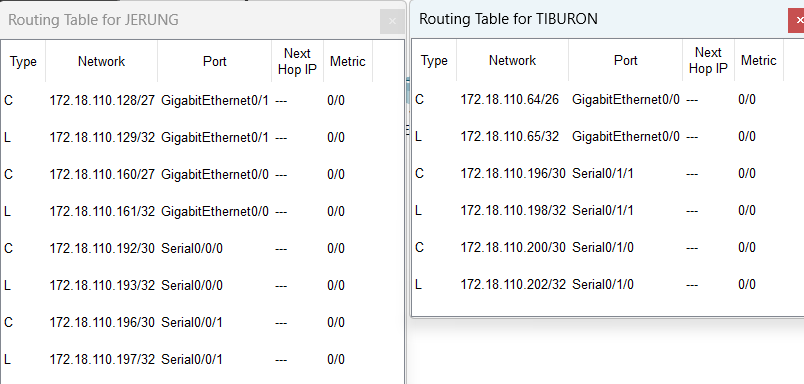 Routing Table for JERUNG
Type Network Port Next Hop IP Metric
C 172.18.110.128/27 GigabitEthernet0/1 --- 0/0
L 172.18.110.129/32 GigabitEthernet0/1 --- 0/0
C 172.18.110.160/27 GigabitEthernet0/0 --- 0/0
L 172.18.110.161/32 GigabitEthernet0/0 --- 0/0
C 172.18.110.192/30 Serial0/0/0 --- 0/0
L 172.18.110.193/32 Serial0/0/0 --- 0/0
C 172.18.110.196/30 Serial0/0/1 --- 0/0
L 172.18.110.197/32 Serial0/0/1 --- 0/0
Routing Table for TIBURON
Type Network Port Next Hop IP Metric
C 172.18.110.64/26 GigabitEthernet0/0 --- 0/0
L 172.18.110.65/32 GigabitEthernet0/0 --- 0/0
C 172.18.110.196/30 Serial0/1/1 --- 0/0
L 172.18.110.198/32 Serial0/1/1 --- 0/0
C 172.18.110.200/30 Serial0/1/0 --- 0/0
L 172.18.110.202/32 Serial0/1/0 --- 0/0